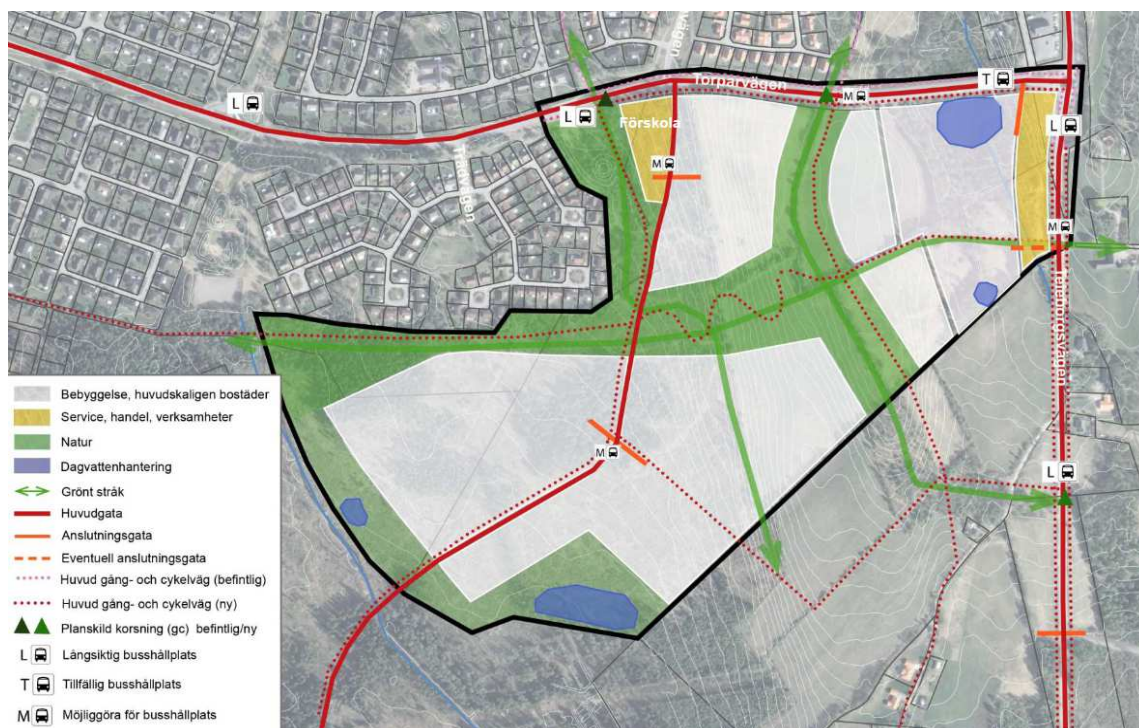 Torparvägen
L
T
M
L
Förskola
L
M
M
M
L
Bebyggelse, huvudskaligen bostäder
Service, handel, verksamheter
Natur
Dagvattenhantering
Grönt stråk
Huvudgata
Anslutningsgata
Eventuell anslutningsgata
Huvud gång- och cykelväg (befintlig)
Huvud gång- och cykelväg (ny)
Planskild korsning (gc) befintlig/ny
L Långsiktig busshållplats
T Tillfällig busshållplats
M Möjliggöra för busshållplats